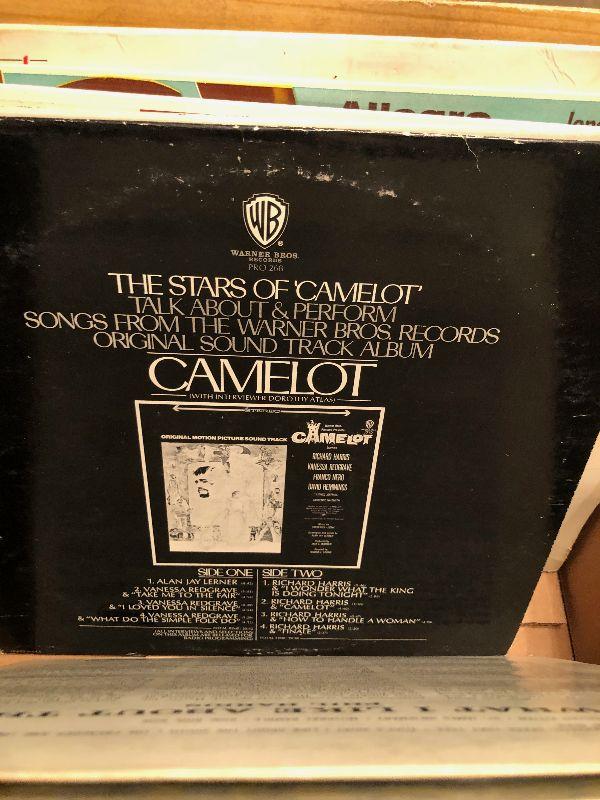 Allegro
WB
WARNER BROS.
RECORDS
PRO 268
THE STARS OF 'CAMELOT'
TALK ABOUT & PERFORM
SONGS FROM THE WARNER BROS. RECORDS
ORIGINAL SOUND TRACK ALBUM
CAMELOT
(WITH INTERVIEWER DOROTHY ATLAS)
STEREO
ORIGINAL MOTION PICTURE SOUND TRACK
CAMELOT
RICHARD HARRIS
VANESSA REDGRAVE
FRANCO NERO
DAVID HEMMINGS
SIDE ONE
1. ALAN JAY LERNER
2. VANESSA REDGRAVE
& "TAKE ME TO THE FAIR"
3. VANESSA REDGRAVE
& "I LOVED YOU IN SILENCE"
4. VANESSA REDGRAVE
& "WHAT DO THE SIMPLE FOLK DO"
SIDE TWO
1. RICHARD HARRIS
& "I WONDER WHAT THE KING
IS DOING TONIGHT"
2. RICHARD HARRIS
& "CAMELOT"
3. RICHARD HARRIS
& "HOW TO HANDLE A WOMAN"
4. RICHARD HARRIS
& "FINALE"